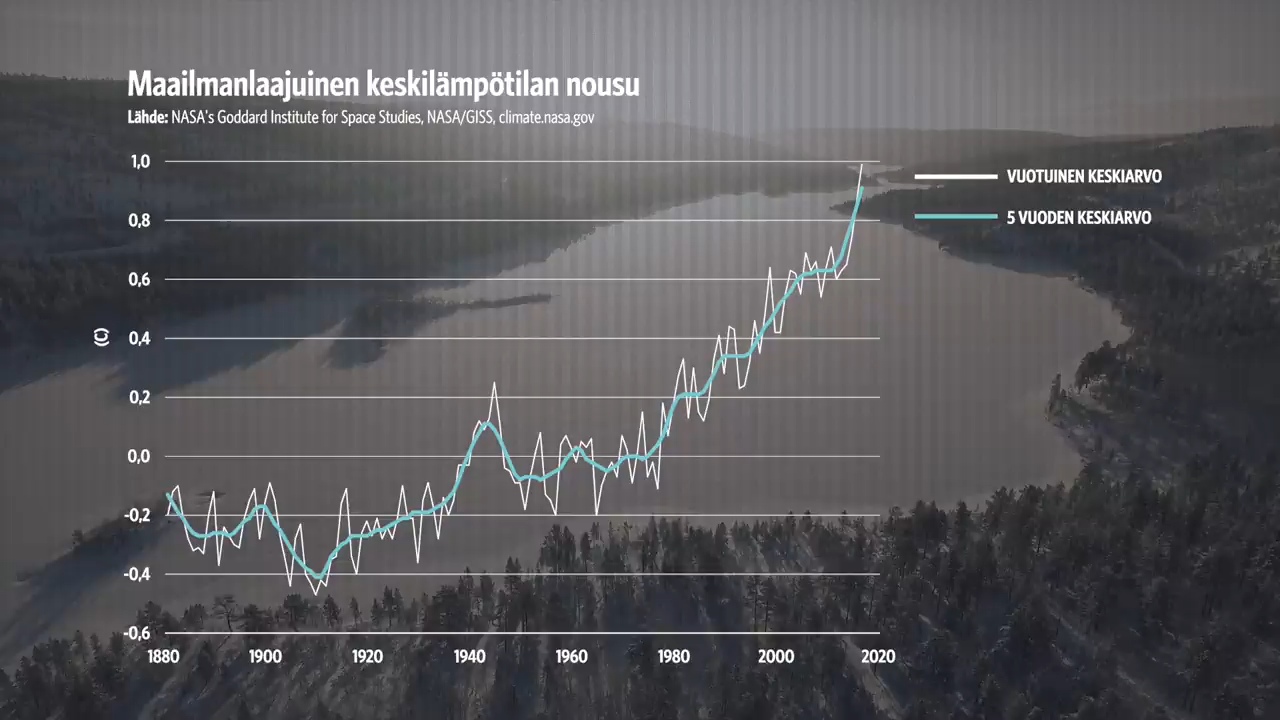 Maailmanlaajuinen keskilämpötilan nousu
Lähde: NASA's Goddard Institute for Space Studies, NASA/GISS, climate.nasa.gov
1,0
0,8
0,6
0,4
0,2
0,0
-0,2
-0,4
-0,6
(C)
1880 1900 1920 1940 1960 1980 2000 2020
VUOTUINEN KESKIARVO
5 VUODEN KESKIARVO